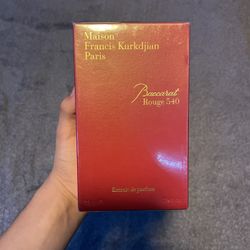 Maison
Francis Kurkdjian
Paris
Baccarat
Rouge 540
Extrait de parfum